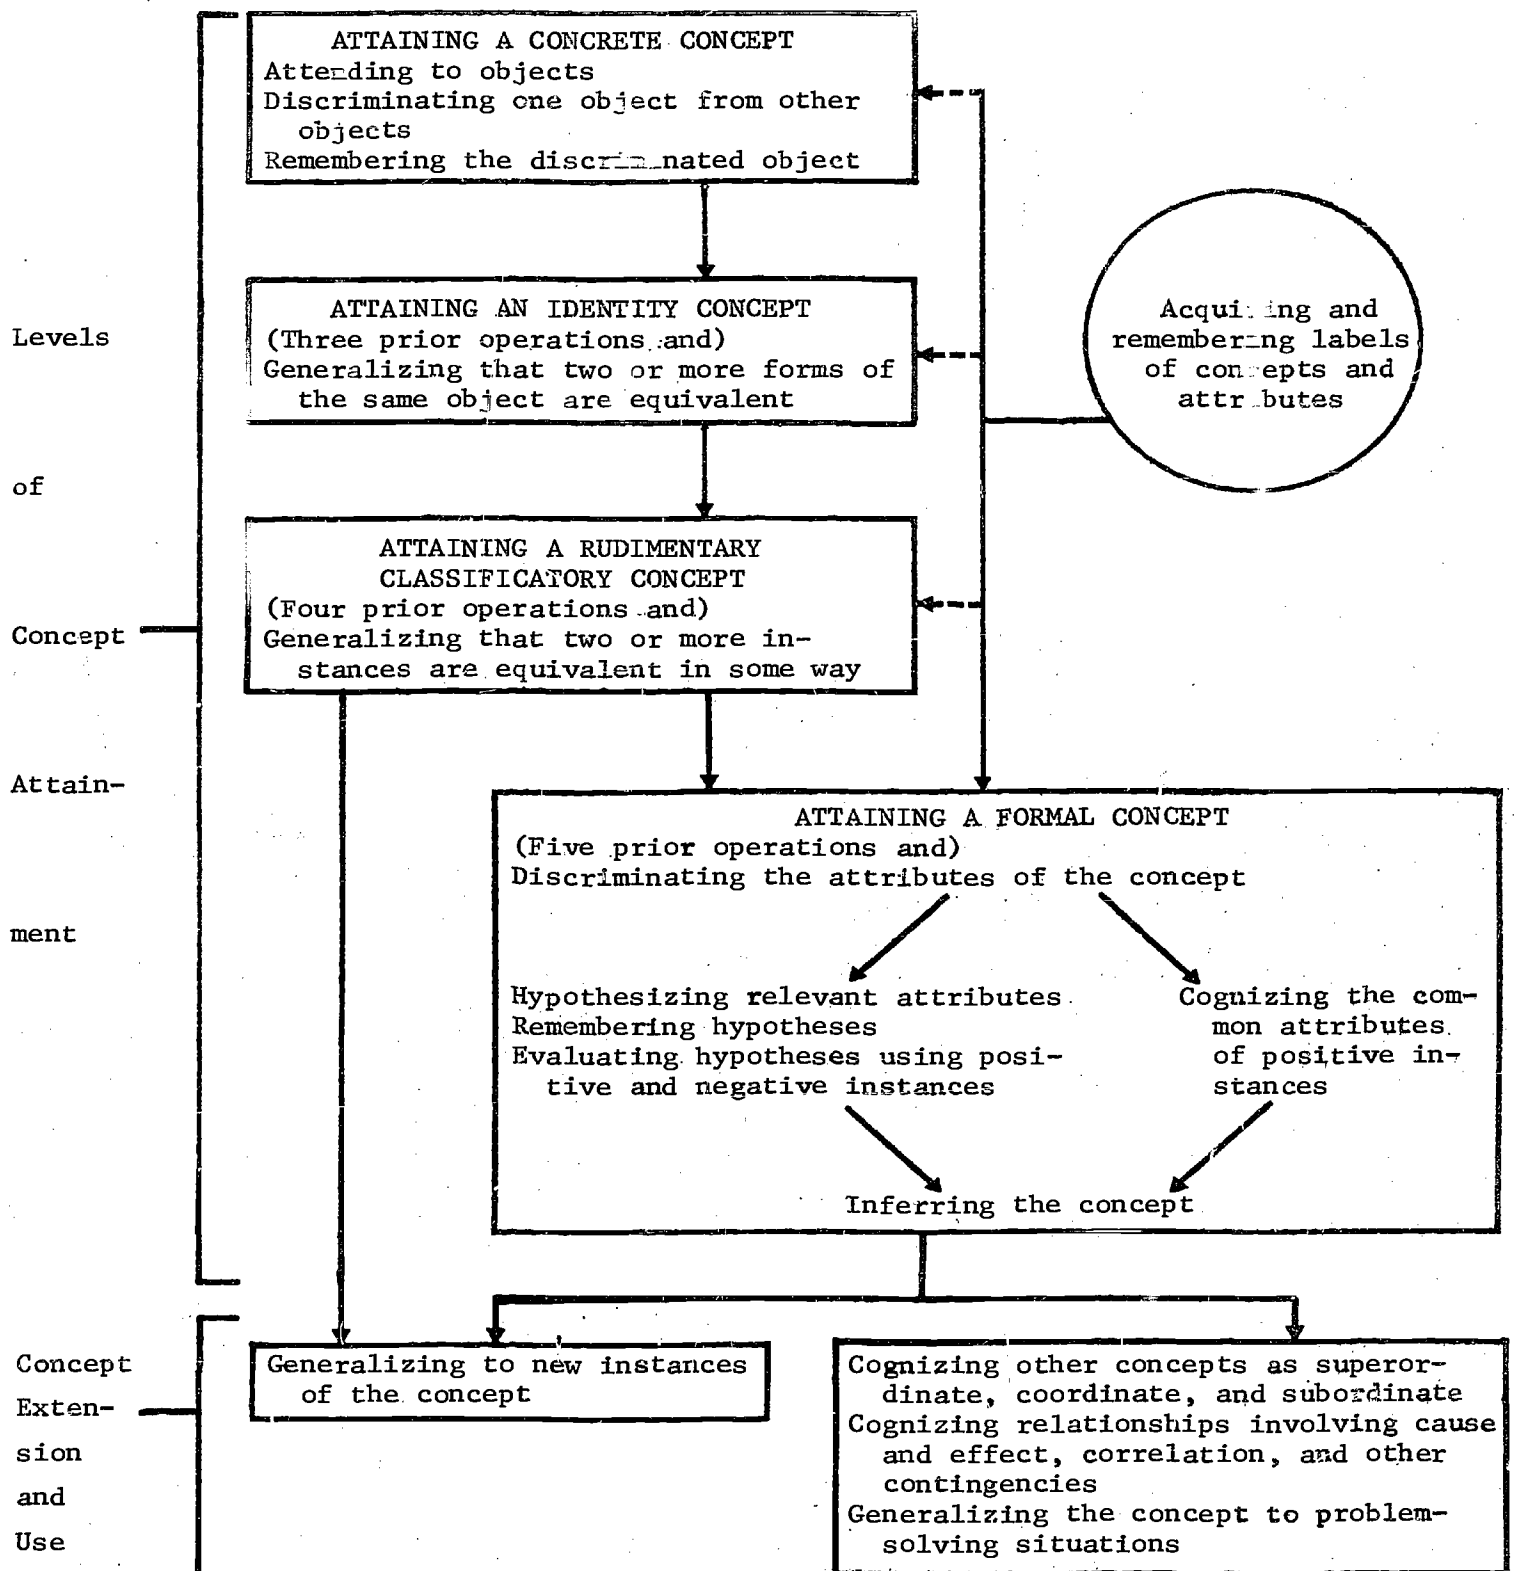 ATTAINING A CONCRETE CONCEPT
Attending to objects
Discriminating one object from other
objects
Remembering the discriminated object
ATTAINING AN IDENTITY CONCEPT
(Three prior operations and)
Generalizing that two or more forms of
the same object are equivalent
Acquiring and
remembering labels
of concepts and
attributes
ATTAINING A RUDIMENTARY
CLASSIFICATORY CONCEPT
(Four prior operations and)
Generalizing that two or more in-
stances are equivalent in some way
Levels
of
Concept
Attain-
ment
ATTAINING A FORMAL CONCEPT
(Five prior operations and)
Discriminating the attributes of the concept
Hypothesizing relevant attributes
Remembering hypotheses
Evaluating hypotheses using posi-
tive and negative instances
Cognizing the com-
mon attributes
of positive in-
stances
Inferring the concept
Concept
Exten-
sion
and
Use
Generalizing to new instances
of the concept
Cognizing other concepts as superor-
dinate, coordinate, and subordinate
Cognizing relationships involving cause
and effect, correlation, and other
contingencies
Generalizing the concept to problem-
solving situations